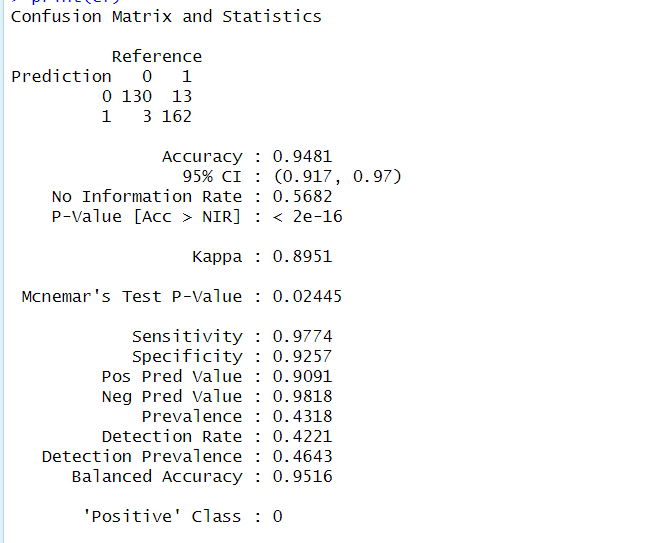 Confusion Matrix and Statistics
Reference
Prediction 0 1
0 130 13
1 3 162
Accuracy : 0.9481
95% CI : (0.917, 0.97)
No Information Rate : 0.5682
P-Value [Acc > NIR] : < 2e-16
Kappa : 0.8951
Mcnemar's Test P-Value : 0.02445
Sensitivity : 0.9774
Specificity : 0.9257
Pos Pred Value : 0.9091
Neg Pred Value : 0.9818
Prevalence : 0.4318
Detection Rate : 0.4221
Detection Prevalence : 0.4643
Balanced Accuracy : 0.9516
'Positive' Class : 0